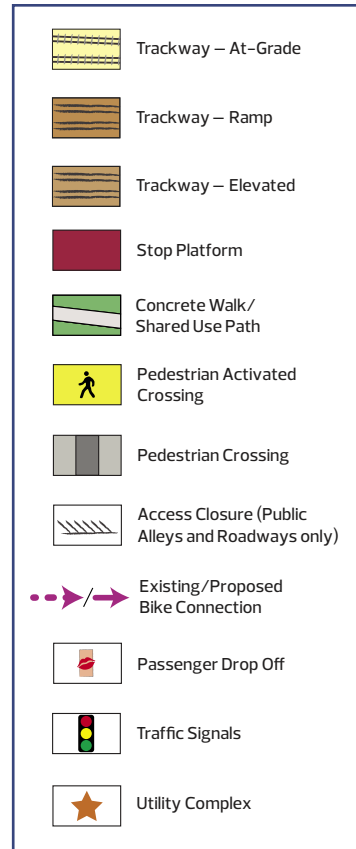 Trackway – At-Grade
Trackway – Ramp
Trackway – Elevated
Stop Platform
Concrete Walk/
Shared Use Path
Pedestrian Activated
Crossing
Pedestrian Crossing
Access Closure (Public
Alleys and Roadways only)
Existing/Proposed
Bike Connection
Passenger Drop Off
Traffic Signals
Utility Complex